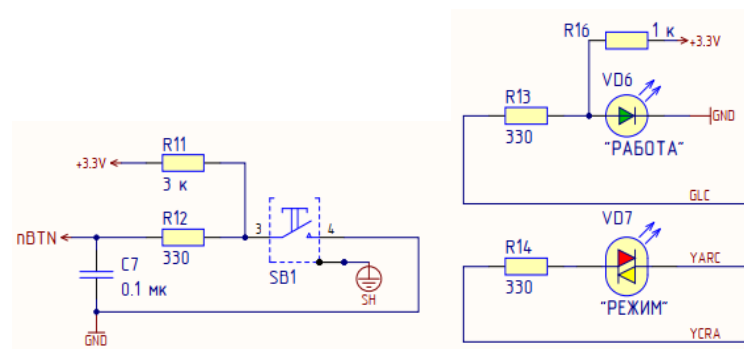 R11
+3.3V
3 к
R12
nBTN
330
3
4
C7
0.1 мк
SB1
SH
GND
R16
1 к
+3.3V
VD6
R13
330
GND
"РАБОТА"
GLC
VD7
R14
330
YARC
"РЕЖИМ"
YCRA